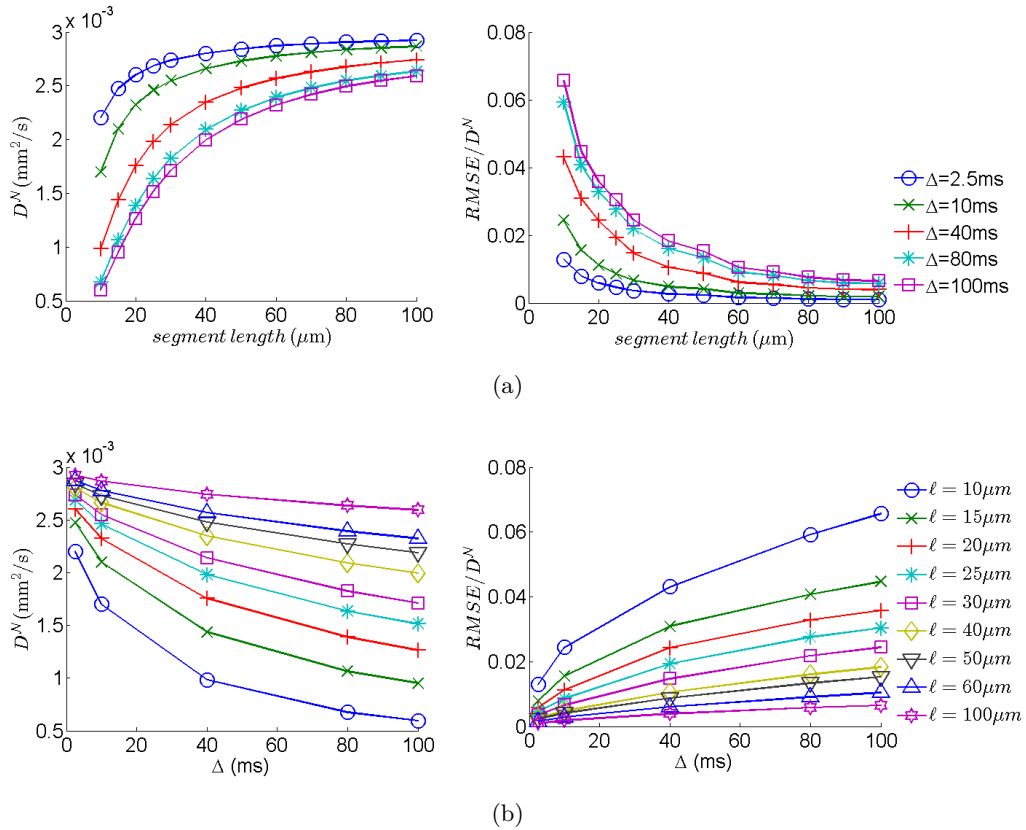 3 x 10⁻³
2.5
2
1.5
1
0.5
0 20 40 60 80 100
D^N (mm²/s)
segment length (μm)
0.08
0.06
0.04
0.02
0
0 20 40 60 80 100
RMSE/D^N
segment length (μm)
Δ=2.5ms
Δ=10ms
Δ=40ms
Δ=80ms
Δ=100ms
(a)
3 x 10⁻³
2.5
2
1.5
1
0.5
0 20 40 60 80 100
D^N (mm²/s)
Δ (ms)
0.08
0.06
0.04
0.02
0
0 20 40 60 80 100
RMSE/D^N
Δ (ms)
ℓ = 10μm
ℓ = 15μm
ℓ = 20μm
ℓ = 25μm
ℓ = 30μm
ℓ = 40μm
ℓ = 50μm
ℓ = 60μm
ℓ = 100μm
(b)